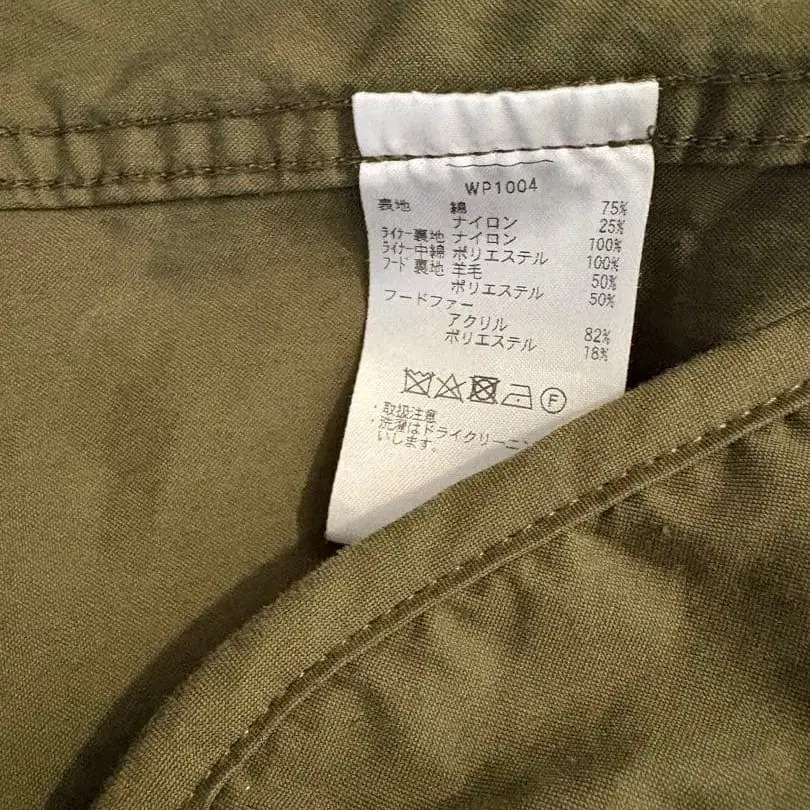 WP1004
表地 綿 75%
ナイロン 25%
ライナー裏地 ナイロン 100%
ライナー中綿 ポリエステル 100%
フード裏地 羊毛 50%
ポリエステル 50%
フードファー
アクリル 82%
ポリエステル 18%
F
・取扱注意
・洗濯はドライクリーニン
いします。